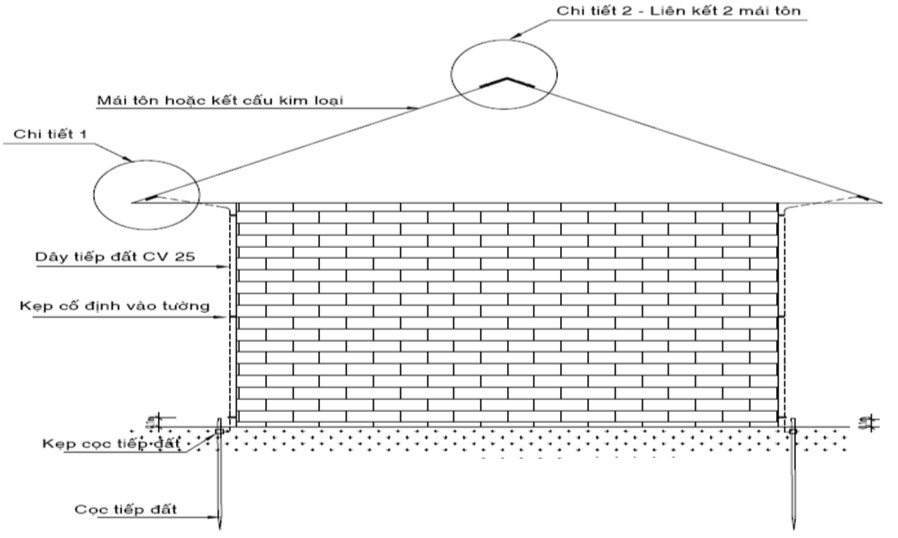 Chi tiết 2 - Liên kết 2 mái tôn
Mái tôn hoặc kết cấu kim loại
Chi tiết 1
Dây tiếp đất CV 25
Kẹp cố định vào tường
Kẹp cọc tiếp đất
Cọc tiếp đất